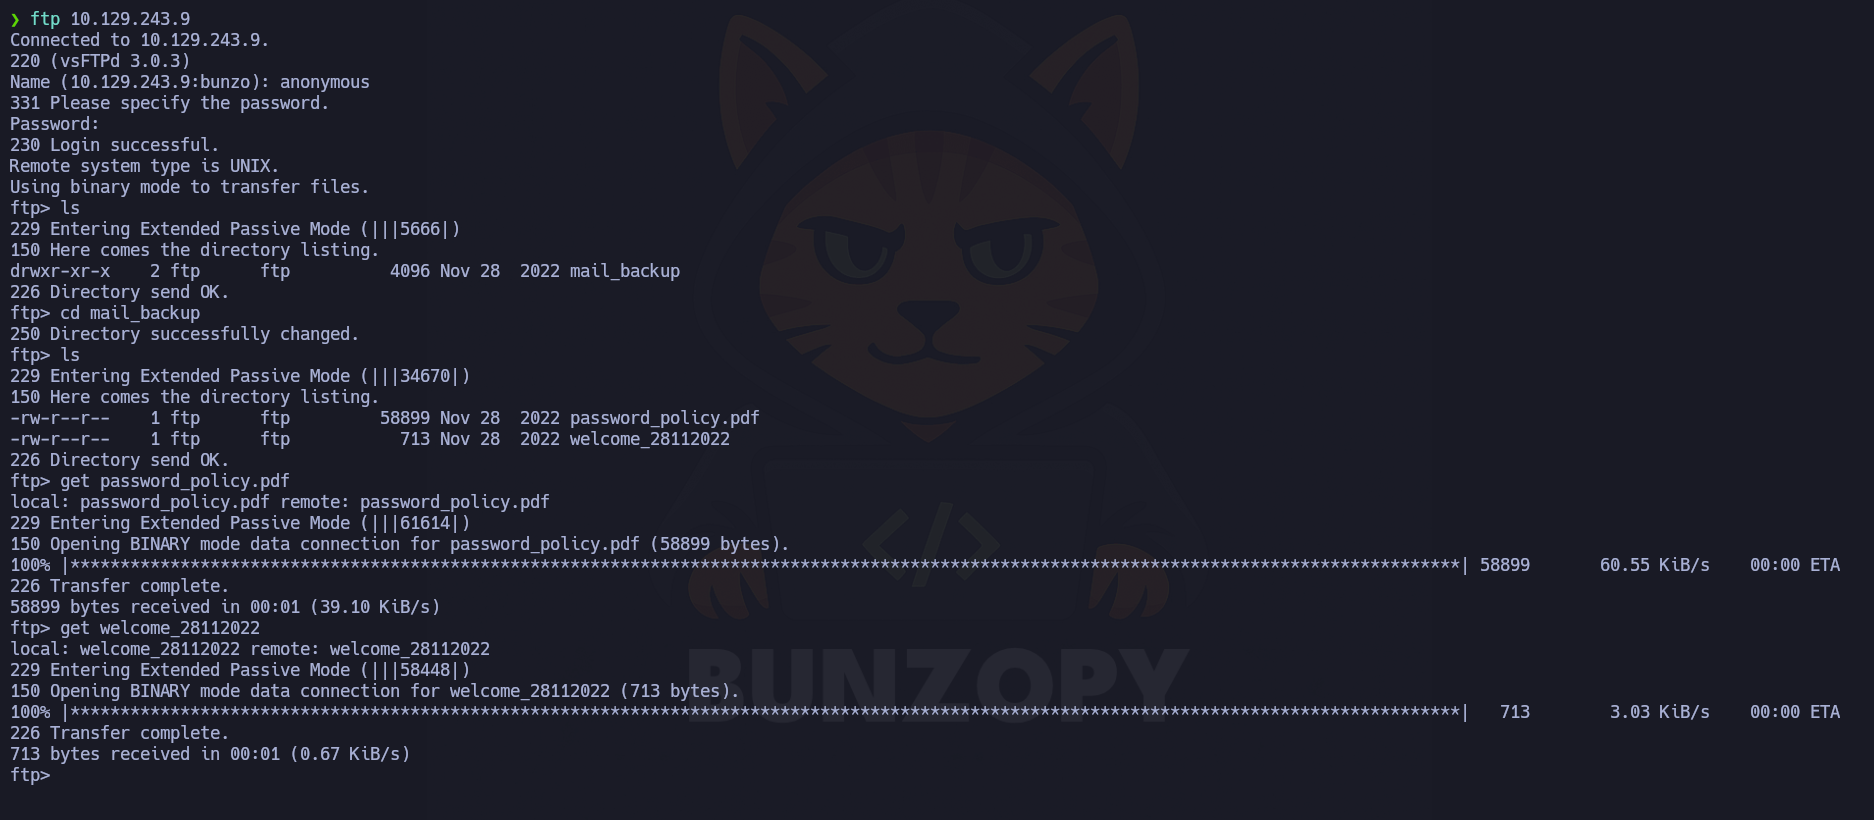 ❯ ftp 10.129.243.9
Connected to 10.129.243.9.
220 (vsFTPd 3.0.3)
Name (10.129.243.9:bunzo): anonymous
331 Please specify the password.
Password:
230 Login successful.
Remote system type is UNIX.
Using binary mode to transfer files.
ftp> ls
229 Entering Extended Passive Mode (|||5666|)
150 Here comes the directory listing.
drwxr-xr-x    2 ftp      ftp          4096 Nov 28  2022 mail_backup
226 Directory send OK.
ftp> cd mail_backup
250 Directory successfully changed.
ftp> ls
229 Entering Extended Passive Mode (|||34670|)
150 Here comes the directory listing.
-rw-r--r--    1 ftp      ftp         58899 Nov 28  2022 password_policy.pdf
-rw-r--r--    1 ftp      ftp           713 Nov 28  2022 welcome_28112022
226 Directory send OK.
ftp> get password_policy.pdf
local: password_policy.pdf remote: password_policy.pdf
229 Entering Extended Passive Mode (|||61614|)
150 Opening BINARY mode data connection for password_policy.pdf (58899 bytes).
100% |*******************************************************************************************************************************************| 58899       60.55 KiB/s    00:00 ETA
226 Transfer complete.
58899 bytes received in 00:01 (39.10 KiB/s)
ftp> get welcome_28112022
local: welcome_28112022 remote: welcome_28112022
229 Entering Extended Passive Mode (|||58448|)
150 Opening BINARY mode data connection for welcome_28112022 (713 bytes).
100% |*******************************************************************************************************************************************|   713        3.03 KiB/s    00:00 ETA
226 Transfer complete.
713 bytes received in 00:01 (0.67 KiB/s)
ftp>
</>
BUNZOPY